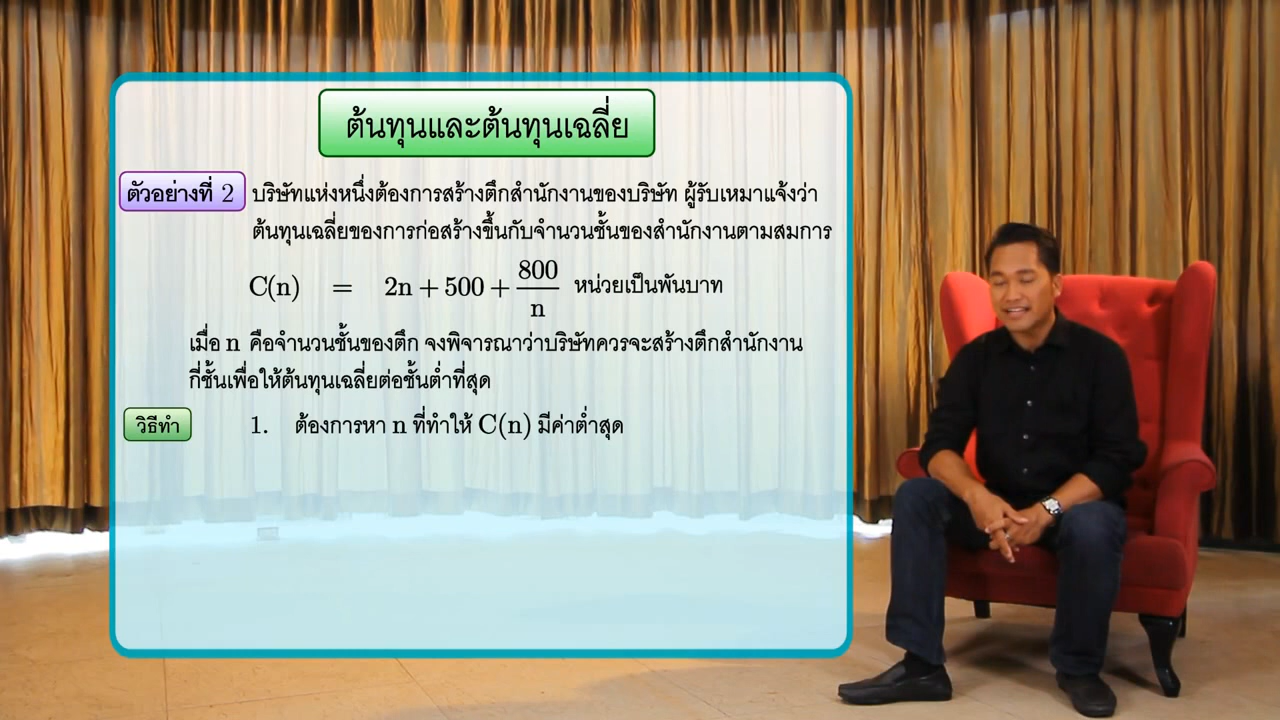 ต้นทุนและต้นทุนเฉลี่ย
ตัวอย่างที่ 2 บริษัทแห่งหนึ่งต้องการสร้างตึกสำนักงานของบริษัท ผู้รับเหมาแจ้งว่า
ต้นทุนเฉลี่ยของการก่อสร้างขึ้นกับจำนวนชั้นของสำนักงานตามสมการ
C(n) = 2n + 500 + 800/n หน่วยเป็นพันบาท
เมื่อ n คือจำนวนชั้นของตึก จงพิจารณาว่าบริษัทควรจะสร้างตึกสำนักงาน
กี่ชั้นเพื่อให้ต้นทุนเฉลี่ยต่อชั้นต่ำที่สุด
วิธีทำ 1. ต้องการหา n ที่ทำให้ C(n) มีค่าต่ำสุด